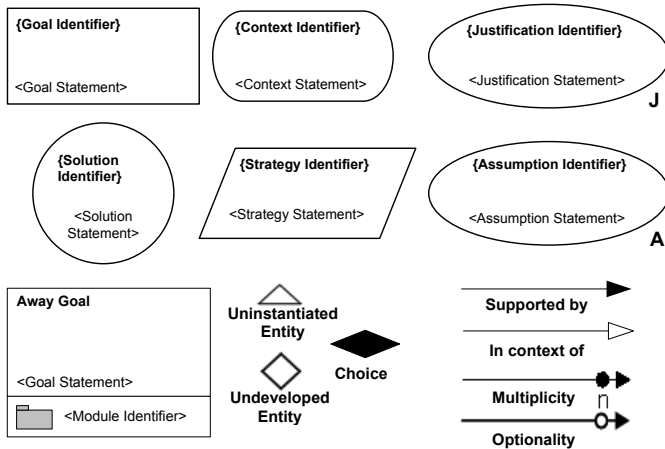 {Goal Identifier}
<Goal Statement>
{Context Identifier}
<Context Statement>
{Justification Identifier}
<Justification Statement>
J
{Solution
Identifier}
<Solution
Statement>
{Strategy Identifier}
<Strategy Statement>
{Assumption Identifier}
<Assumption Statement>
A
Away Goal
<Goal Statement>
<Module Identifier>
Uninstantiated
Entity
Undeveloped
Entity
Choice
Supported by
In context of
Multiplicity
n
Optionality